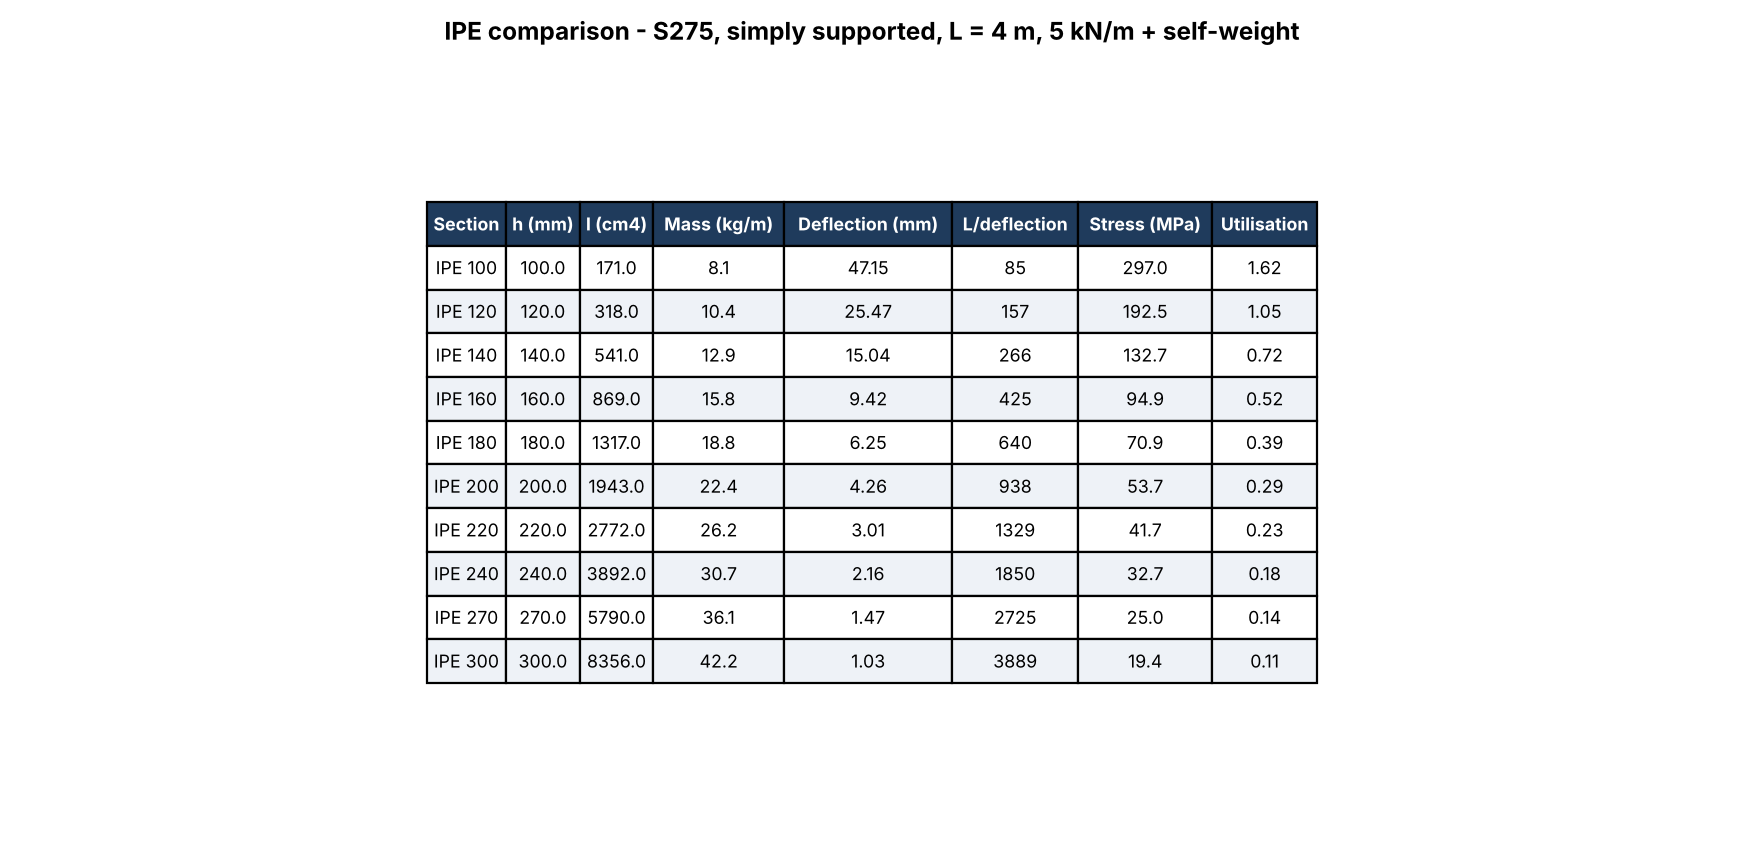 IPE comparison - S275, simply supported, L = 4 m, 5 kN/m + self-weight
Section h (mm) I (cm4) Mass (kg/m) Deflection (mm) L/deflection Stress (MPa) Utilisation
IPE 100 100.0 171.0 8.1 47.15 85 297.0 1.62
IPE 120 120.0 318.0 10.4 25.47 157 192.5 1.05
IPE 140 140.0 541.0 12.9 15.04 266 132.7 0.72
IPE 160 160.0 869.0 15.8 9.42 425 94.9 0.52
IPE 180 180.0 1317.0 18.8 6.25 640 70.9 0.39
IPE 200 200.0 1943.0 22.4 4.26 938 53.7 0.29
IPE 220 220.0 2772.0 26.2 3.01 1329 41.7 0.23
IPE 240 240.0 3892.0 30.7 2.16 1850 32.7 0.18
IPE 270 270.0 5790.0 36.1 1.47 2725 25.0 0.14
IPE 300 300.0 8356.0 42.2 1.03 3889 19.4 0.11